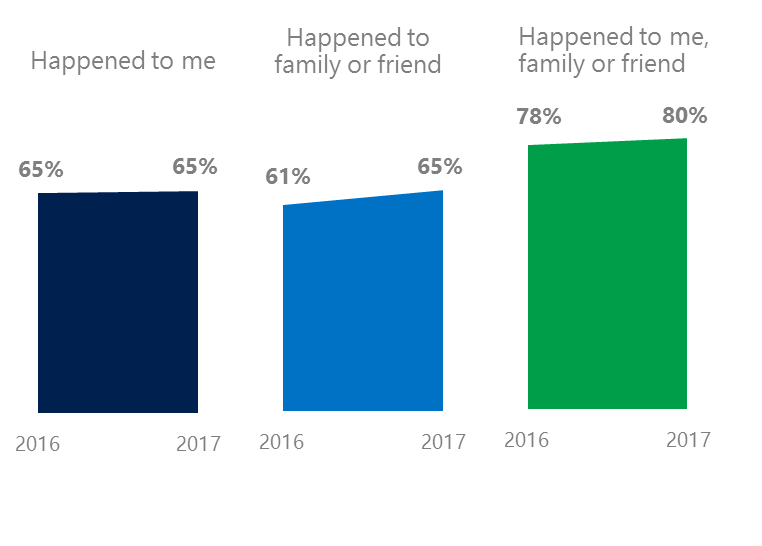 Happened to me
Happened to
family or friend
Happened to me,
family or friend
65%
65%
61%
65%
78%
80%
2016
2017
2016
2017
2016
2017